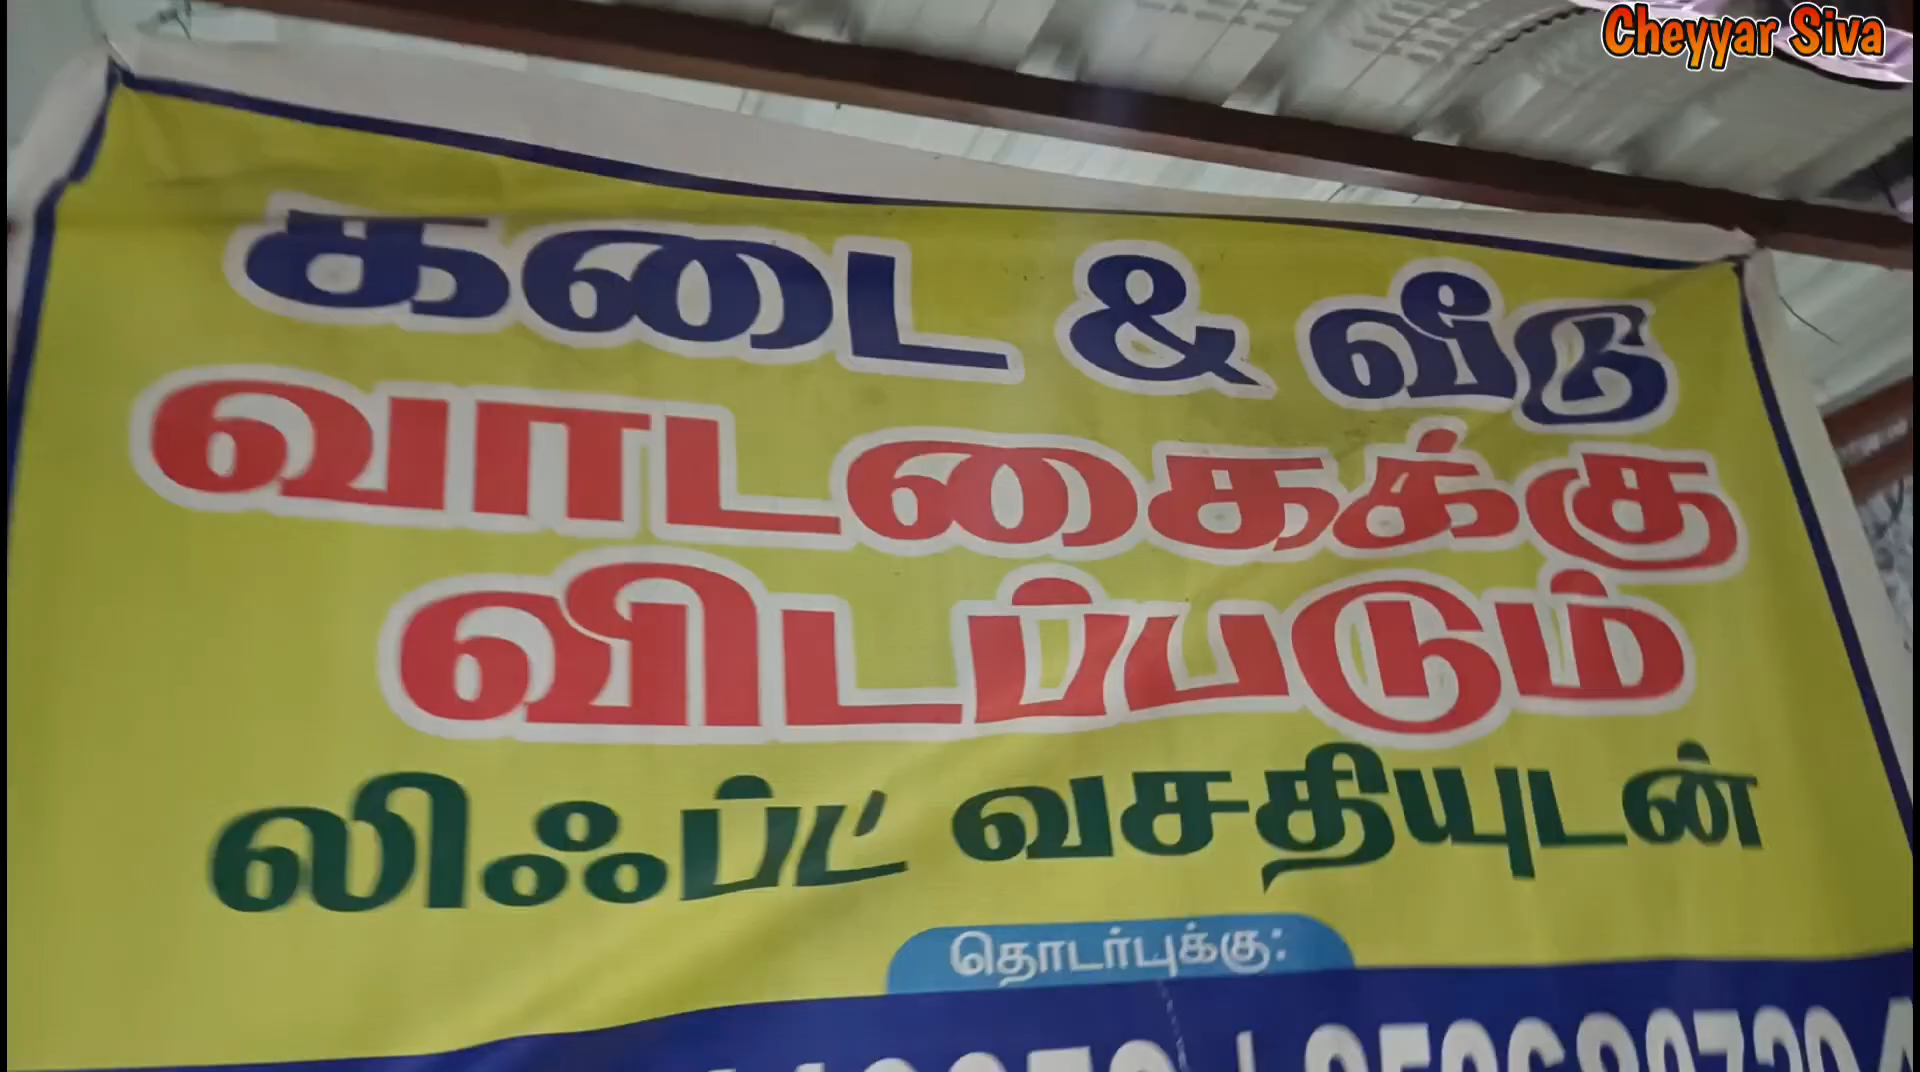 Cheyyar Siva
கடை & வீடு
வாடகைக்கு
விடப்படும்
லிஃப்ட் வசதியுடன்
தொடர்புக்கு: